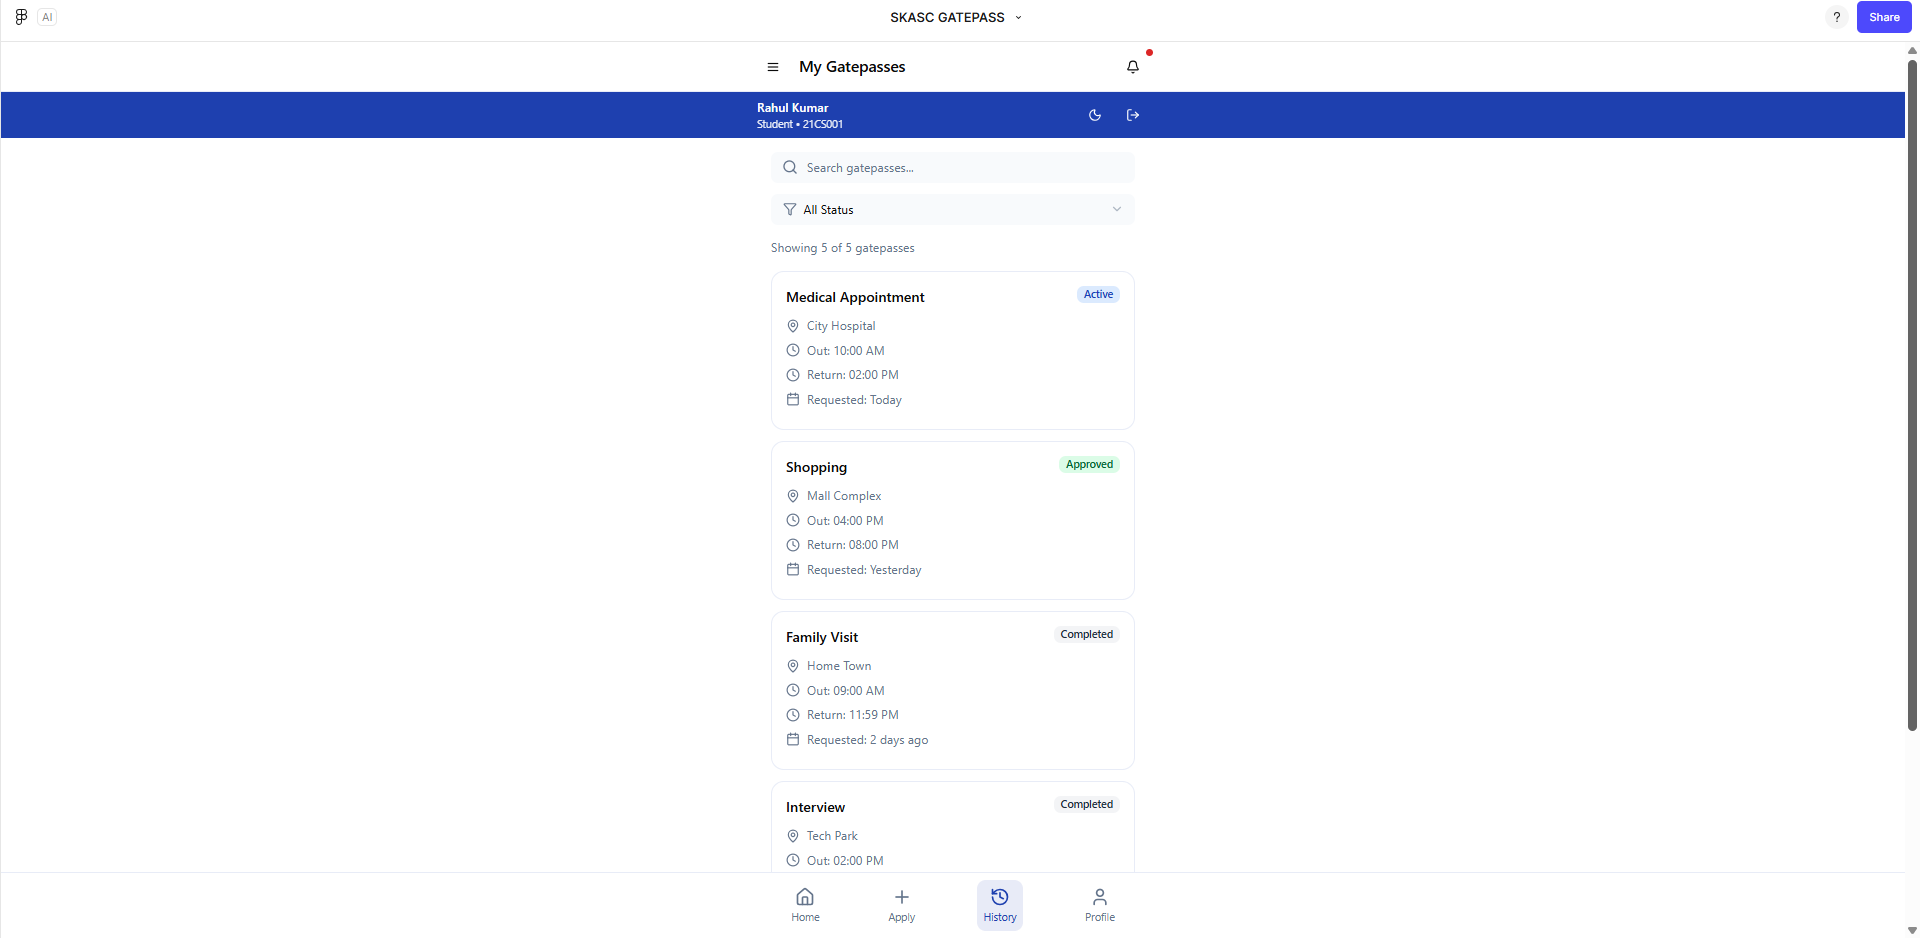 AI
SKASC GATEPASS
?
Share
My Gatepasses
Rahul Kumar
Student • 21CS001
Search gatepasses...
All Status
Showing 5 of 5 gatepasses
Medical Appointment
Active
City Hospital
Out: 10:00 AM
Return: 02:00 PM
Requested: Today
Shopping
Approved
Mall Complex
Out: 04:00 PM
Return: 08:00 PM
Requested: Yesterday
Family Visit
Completed
Home Town
Out: 09:00 AM
Return: 11:59 PM
Requested: 2 days ago
Interview
Completed
Tech Park
Out: 02:00 PM
Home
Apply
History
Profile